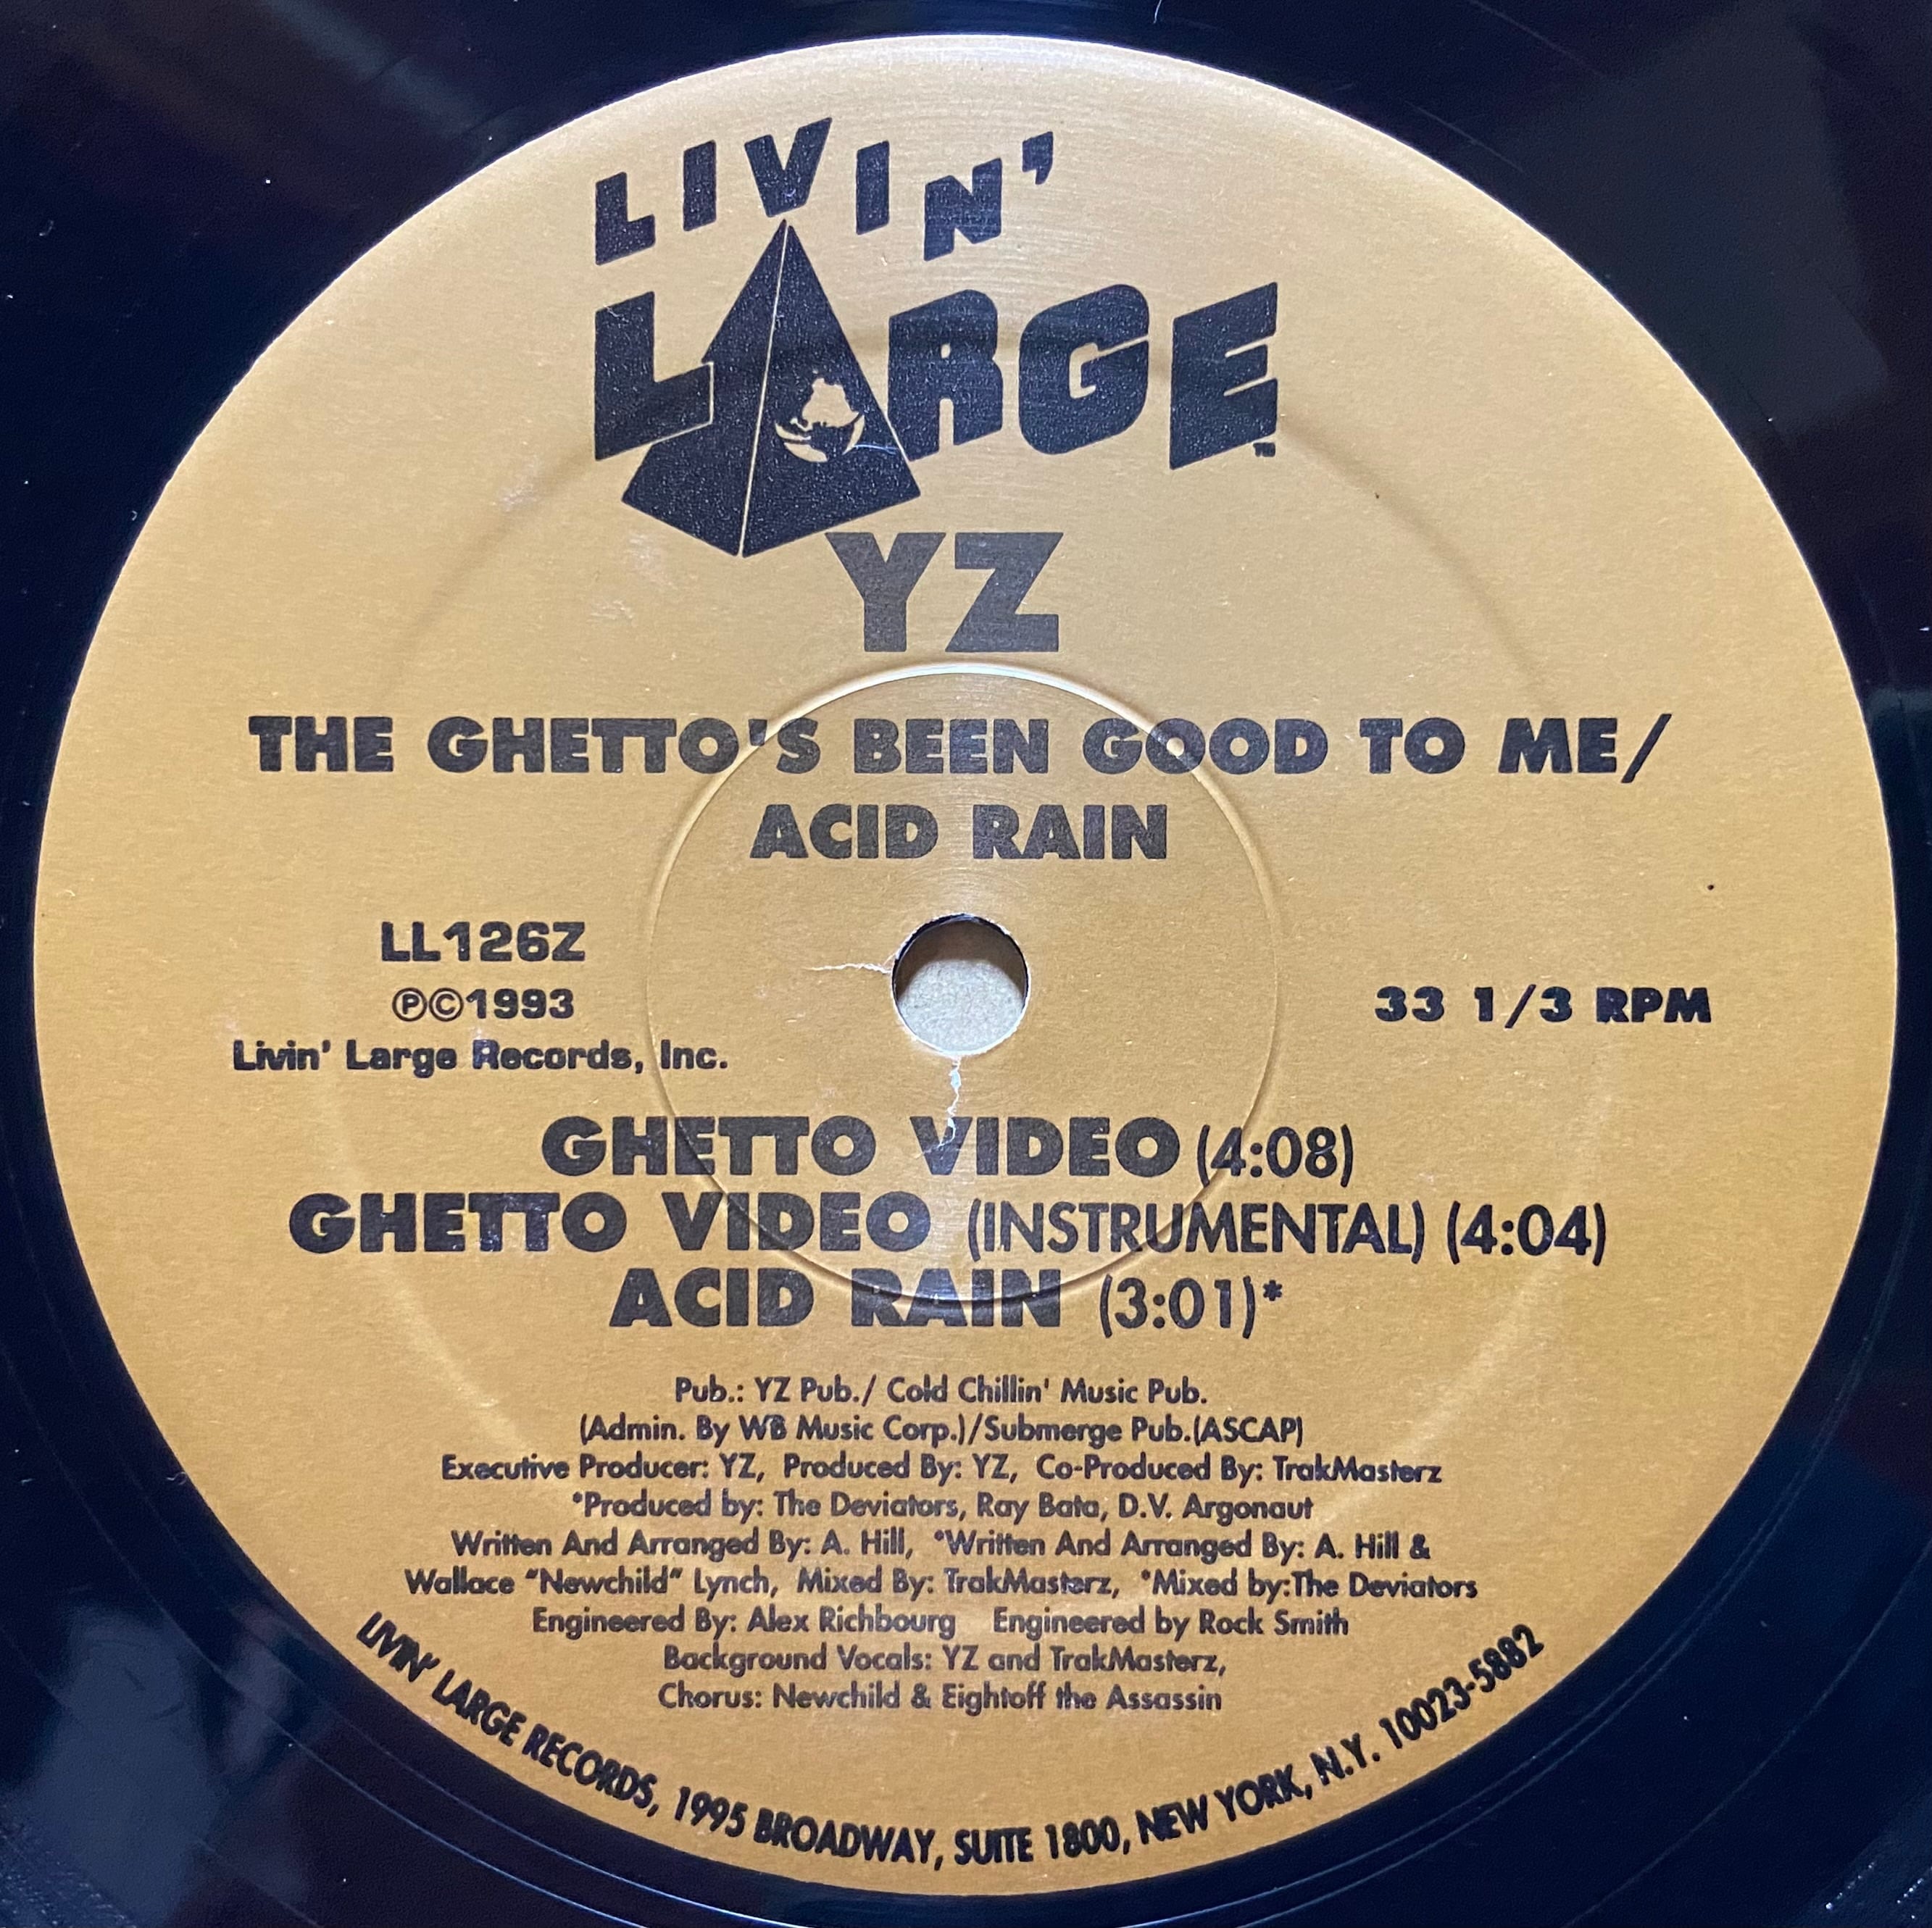 LIVIN'
LARGE™
YZ
THE GHETTO'S BEEN GOOD TO ME/
ACID RAIN
LL126Z
℗©1993
Livin' Large Records, Inc.
33 1/3 RPM
GHETTO VIDEO (4:08)
GHETTO VIDEO (INSTRUMENTAL) (4:04)
ACID RAIN (3:01)*
Pub.: YZ Pub./ Cold Chillin' Music Pub.
(Admin. By WB Music Corp.)/Submerge Pub.(ASCAP)
Executive Producer: YZ, Produced By: YZ, Co-Produced By: TrakMasterz
*Produced by: The Deviators, Ray Bata, D.V. Argonaut
Written And Arranged By: A. Hill, *Written And Arranged By: A. Hill &
Wallace "Newchild" Lynch, Mixed By: TrakMasterz, *Mixed by:The Deviators
Engineered By: Alex Richbourg Engineered by Rock Smith
Background Vocals: YZ and TrakMasterz,
Chorus: Newchild & Eightoff the Assassin
LIVIN' LARGE RECORDS, 1995 BROADWAY, SUITE 1800, NEW YORK, N.Y. 10023-5882